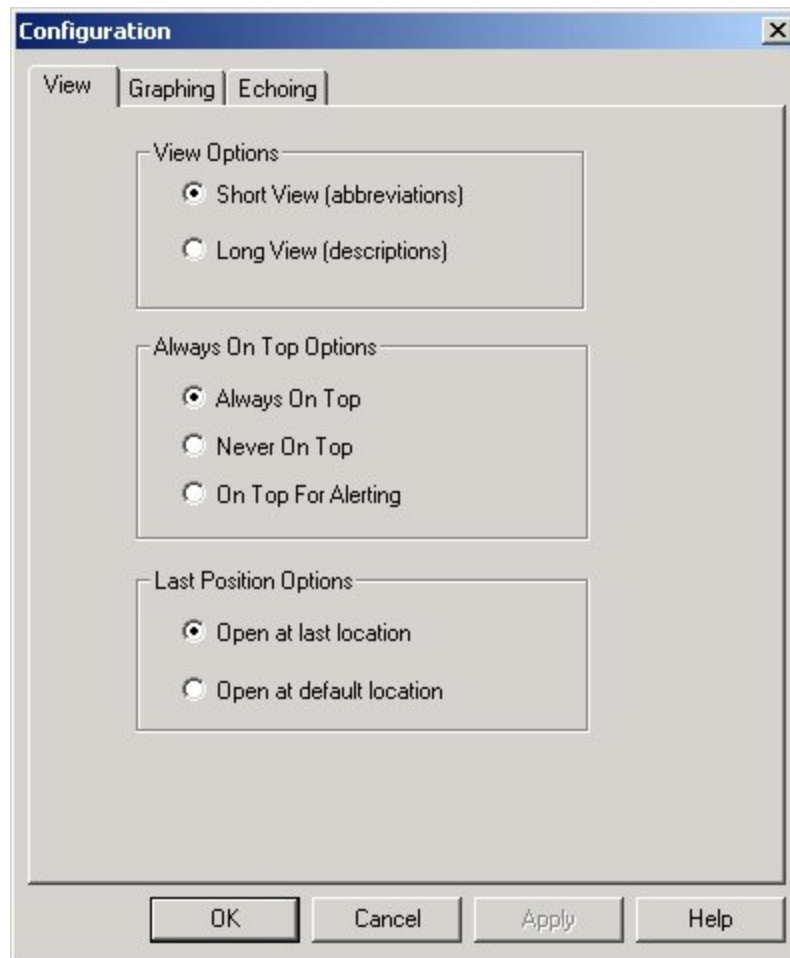 Configuration
View Graphing Echoing
View Options
Short View (abbreviations)
Long View (descriptions)
Always On Top Options
Always On Top
Never On Top
On Top For Alerting
Last Position Options
Open at last location
Open at default location
OK Cancel Apply Help